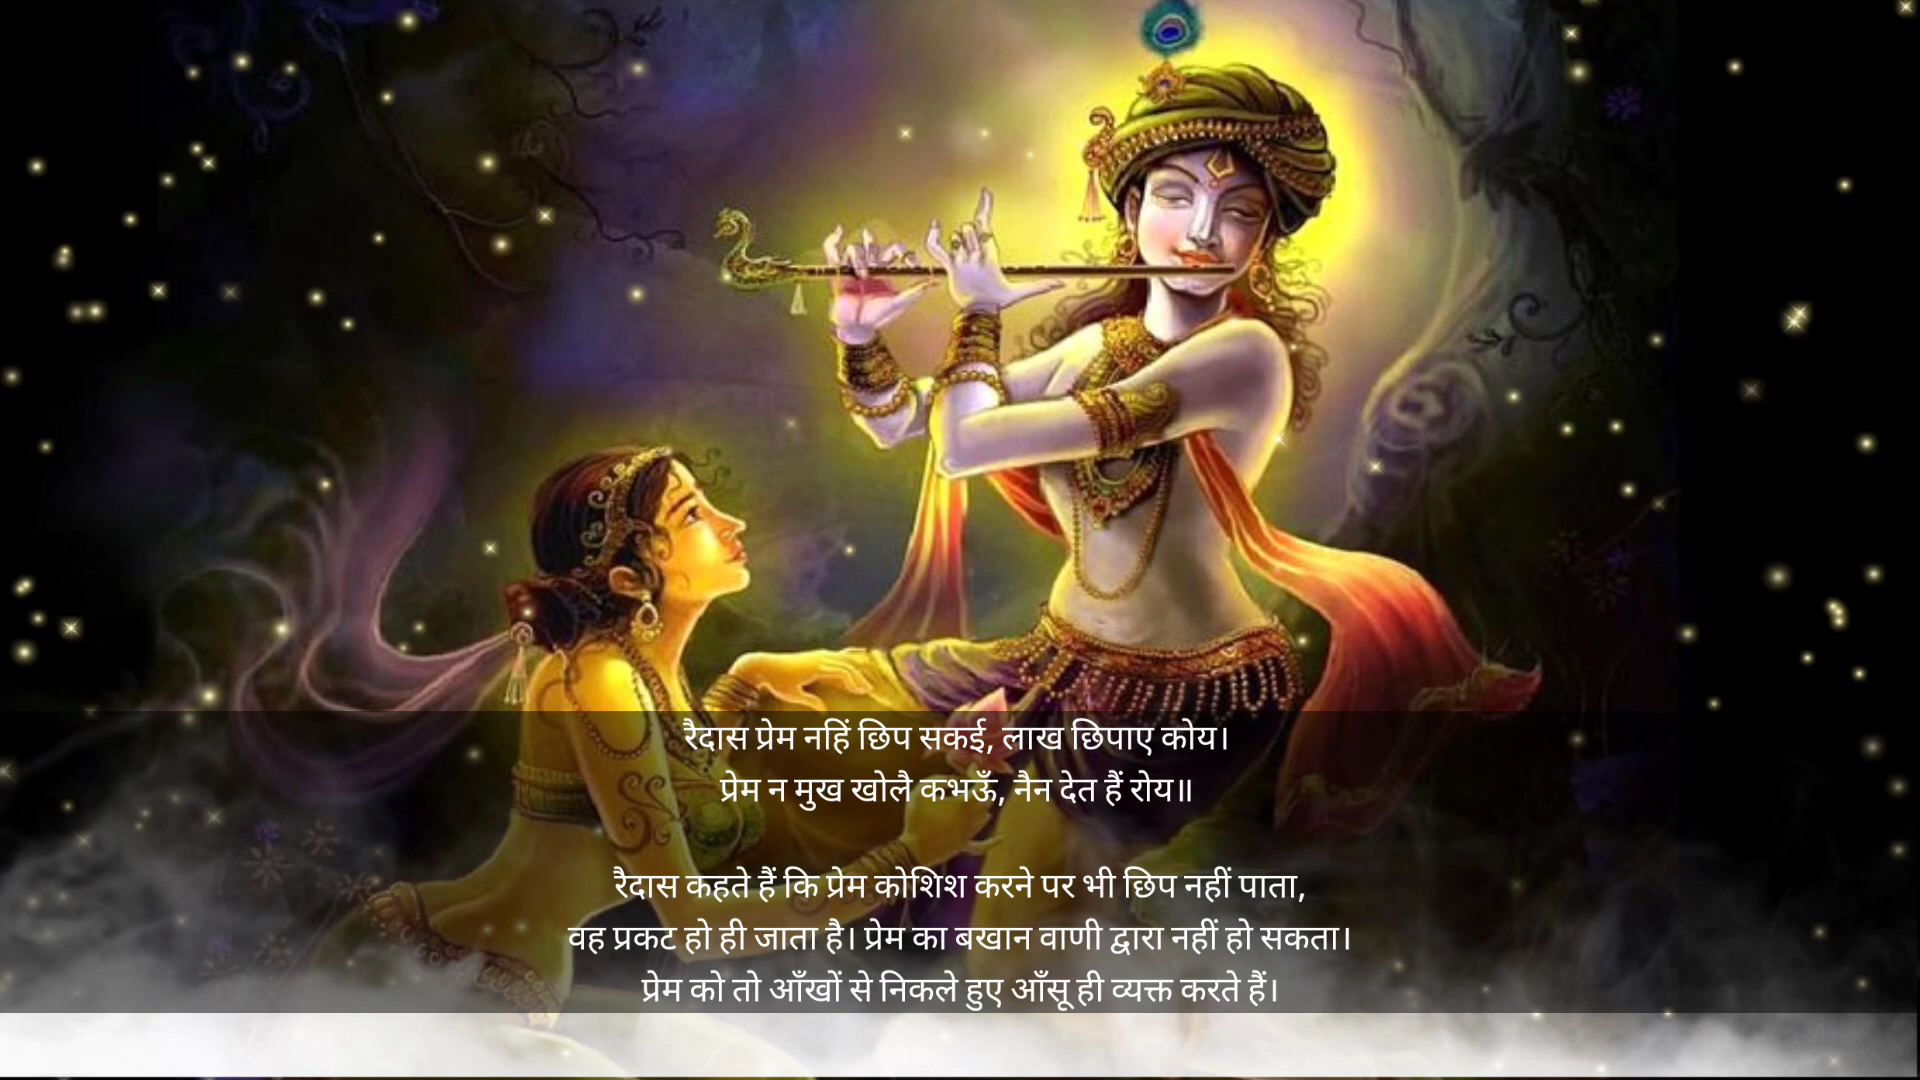 रैदास प्रेम नहिं छिप सकई, लाख छिपाए कोय।
प्रेम न मुख खोलै कभऊँ, नैन देत हैं रोय॥
रैदास कहते हैं कि प्रेम कोशिश करने पर भी छिप नहीं पाता,
वह प्रकट हो ही जाता है। प्रेम का बखान वाणी द्वारा नहीं हो सकता।
प्रेम को तो आँखों से निकले हुए आँसू ही व्यक्त करते हैं।